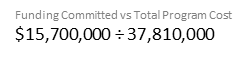 Funding Committed vs Total Program Cost
$15,700,000 ÷ 37,810,000